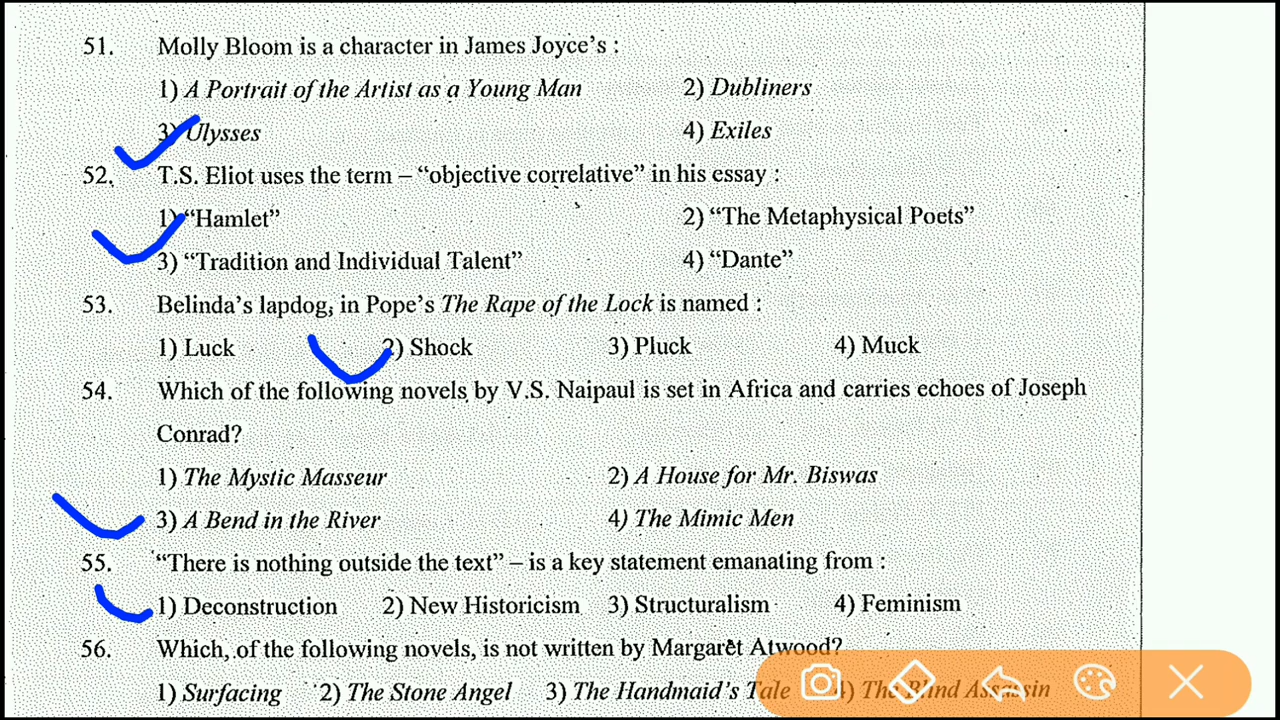 51. Molly Bloom is a character in James Joyce's :
1) A Portrait of the Artist as a Young Man 2) Dubliners
3) Ulysses 4) Exiles
52. T.S. Eliot uses the term – "objective correlative" in his essay :
1) "Hamlet" 2) "The Metaphysical Poets"
3) "Tradition and Individual Talent" 4) "Dante"
53. Belinda's lapdog, in Pope's The Rape of the Lock is named :
1) Luck 2) Shock 3) Pluck 4) Muck
54. Which of the following novels by V.S. Naipaul is set in Africa and carries echoes of Joseph
Conrad?
1) The Mystic Masseur 2) A House for Mr. Biswas
3) A Bend in the River 4) The Mimic Men
55. "There is nothing outside the text" – is a key statement emanating from :
1) Deconstruction 2) New Historicism 3) Structuralism 4) Feminism
56. Which, of the following novels, is not written by Margaret Atwood?
1) Surfacing 2) The Stone Angel 3) The Handmaid's Tale 4) The Blind Assassin